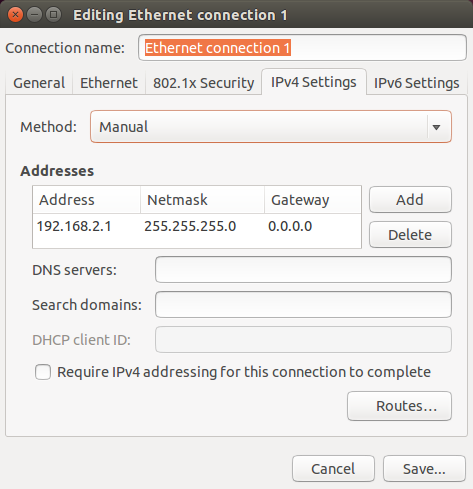 Editing Ethernet connection 1
Connection name: Ethernet connection 1
General Ethernet 802.1x Security IPv4 Settings IPv6 Settings
Method: Manual
Addresses
Address Netmask Gateway Add
192.168.2.1 255.255.255.0 0.0.0.0
Delete
DNS servers:
Search domains:
DHCP client ID:
Require IPv4 addressing for this connection to complete
Routes...
Cancel Save...